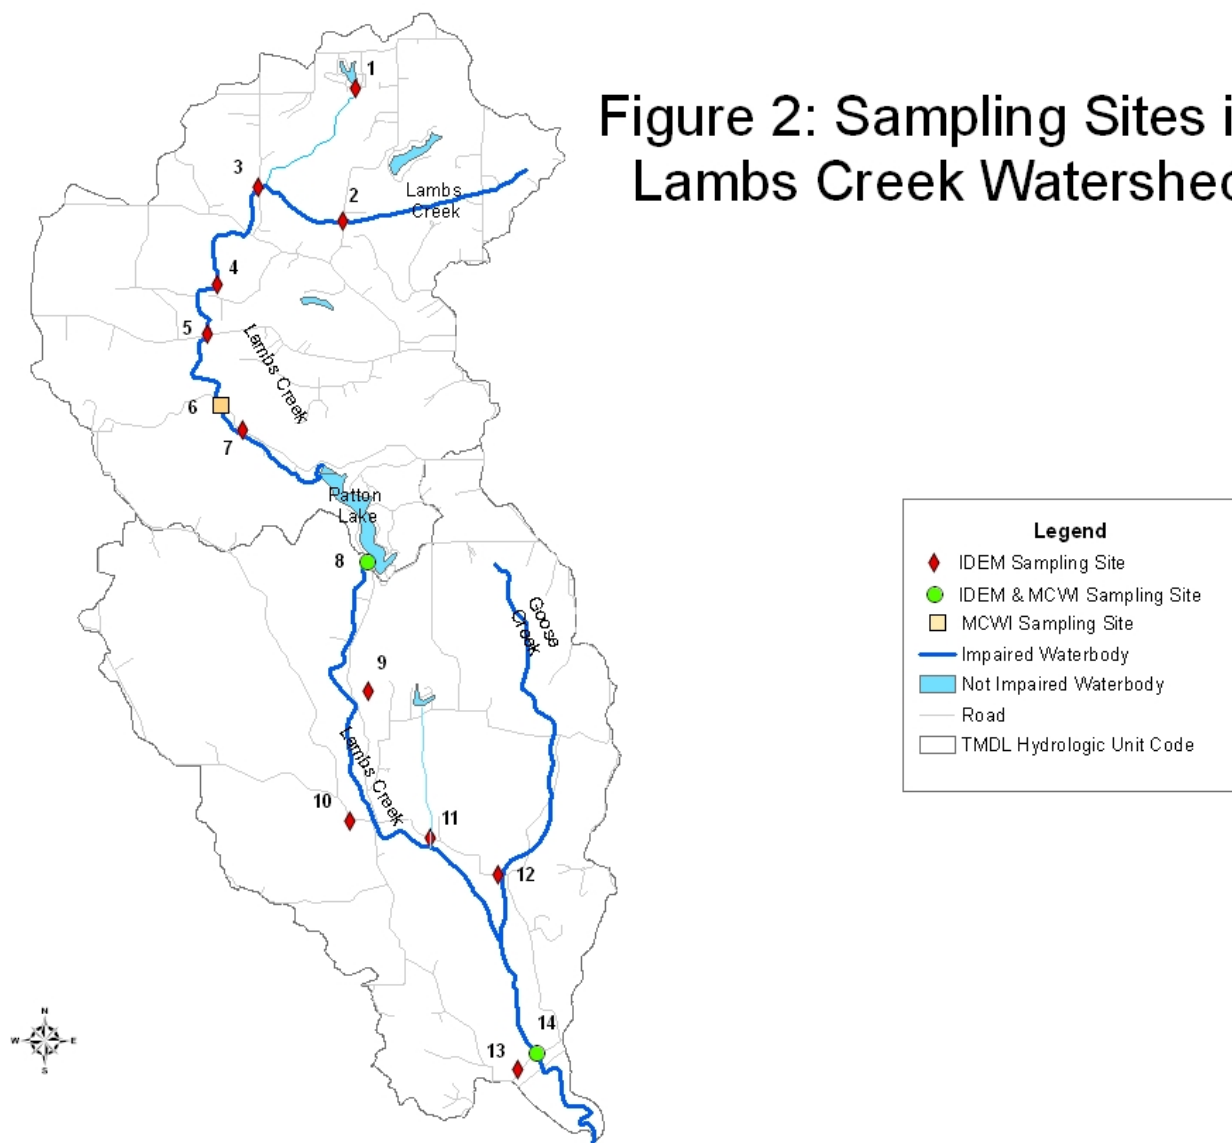 Figure 2: Sampling Sites i
Lambs Creek Watershed
1
3
2
Lambs
Creek
4
5
Lambs Creek
6
7
Patton
Lake
8
Goose
Creek
9
Lambs Creek
10
11
12
14
13
N
W
E
S
Legend
IDEM Sampling Site
IDEM & MCWI Sampling Site
MCWI Sampling Site
Impaired Waterbody
Not Impaired Waterbody
Road
TMDL Hydrologic Unit Code